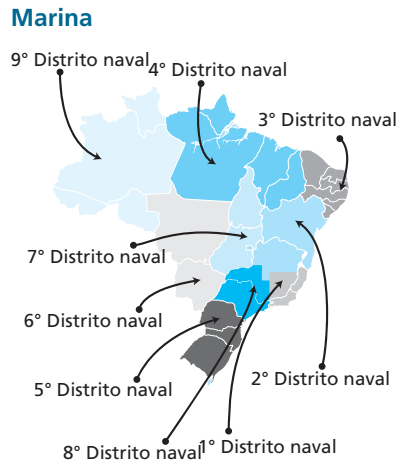 Marina
9° Distrito naval
4° Distrito naval
3° Distrito naval
7° Distrito naval
6° Distrito naval
5° Distrito naval
2° Distrito naval
8° Distrito naval
1° Distrito naval